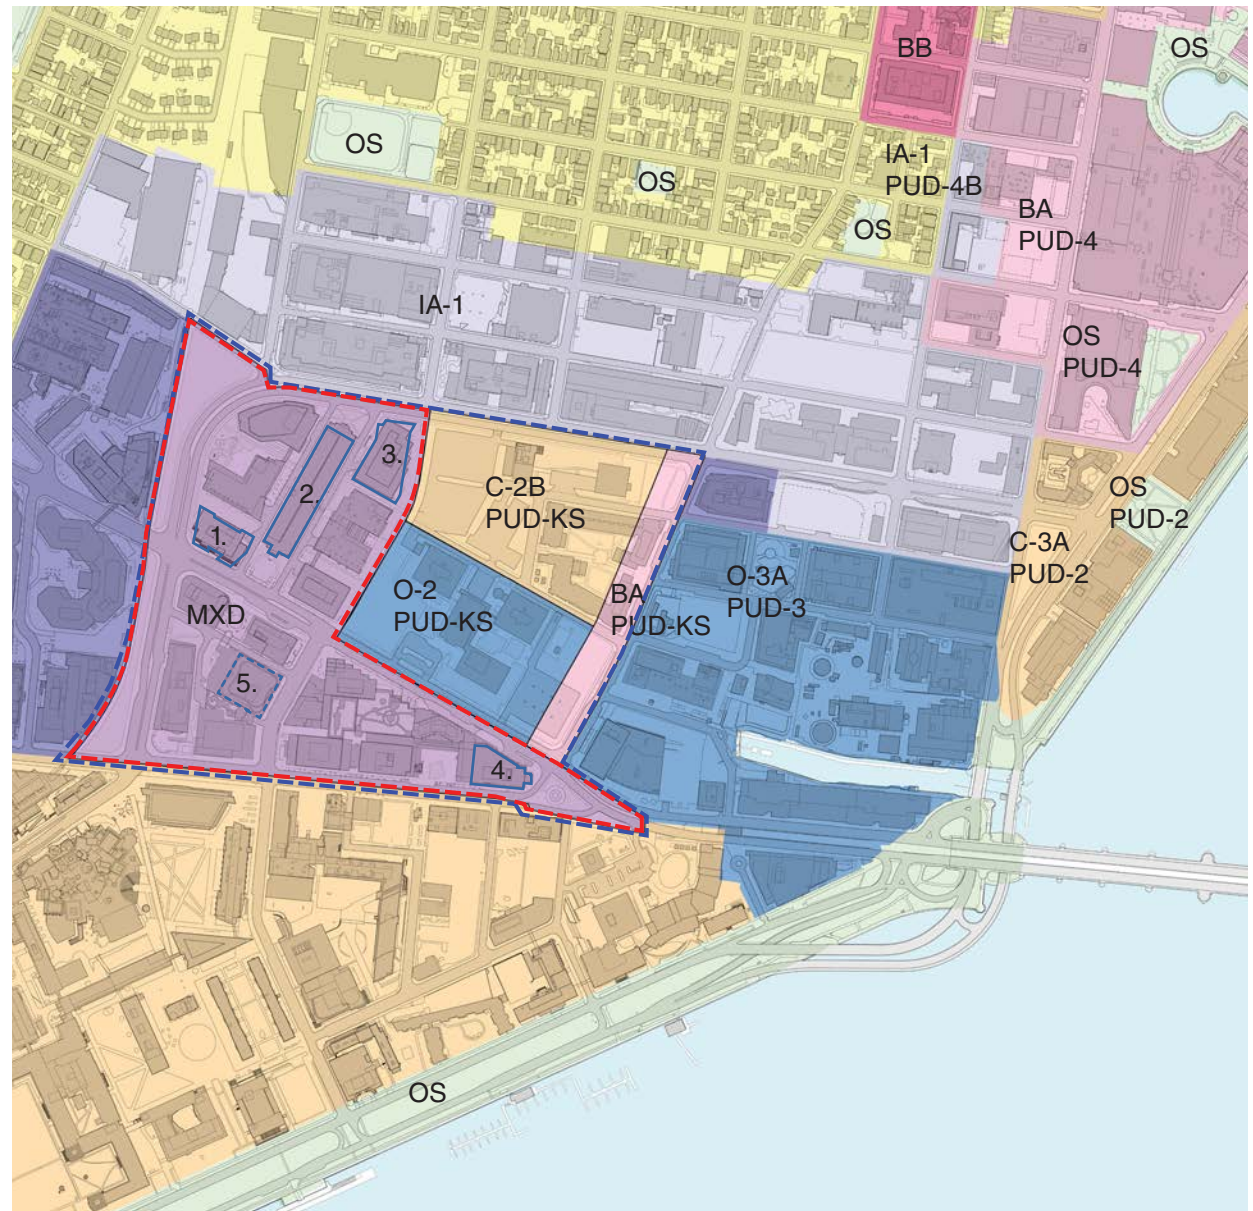 BB
OS
OS
IA-1
PUD-4B
OS
BA
PUD-4
OS
IA-1
OS
PUD-4
3.
C-2B
PUD-KS
2.
OS
PUD-2
1.
C-3A
PUD-2
O-2
PUD-KS
BA
PUD-KS
O-3A
PUD-3
MXD
5.
4.
OS